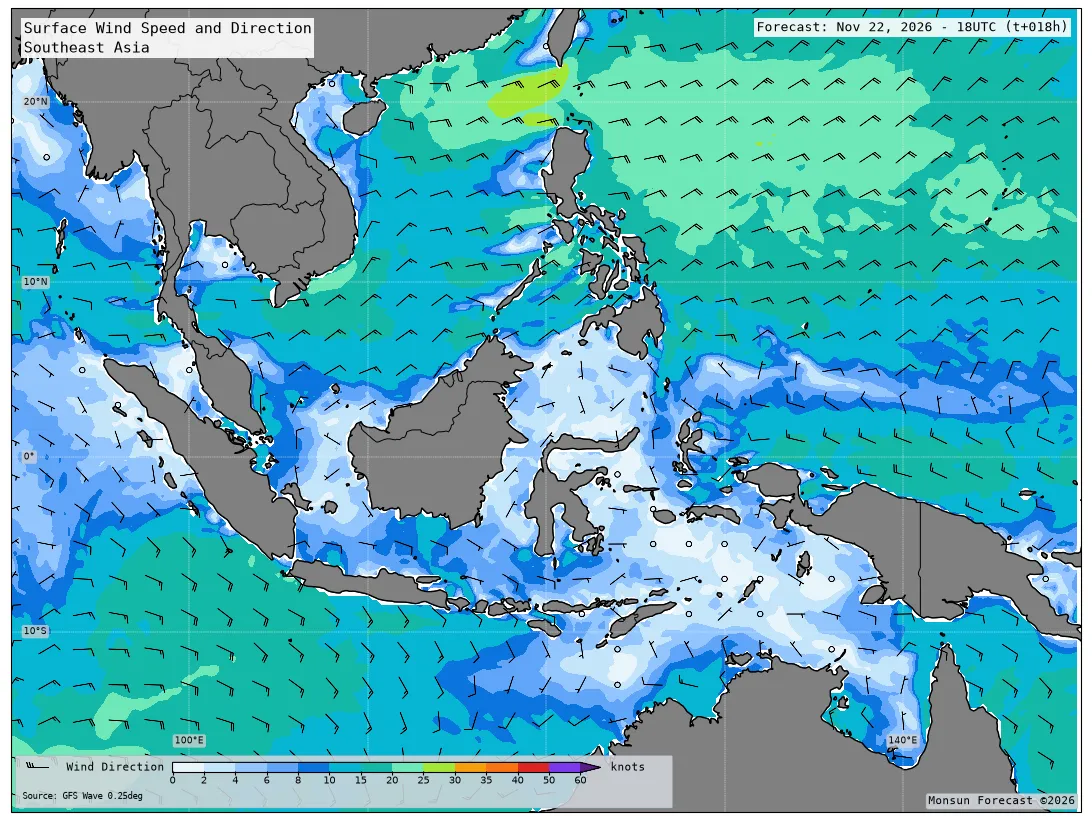 Surface Wind Speed and Direction
Southeast Asia
Forecast: Nov 22, 2026 - 18UTC (t+018h)
20°N
10°N
0°
10°S
100°E
140°E
Wind Direction
0 2 4 6 8 10 15 20 25 30 35 40 50 60
knots
Source: GFS Wave 0.25deg
Monsun Forecast ©2026